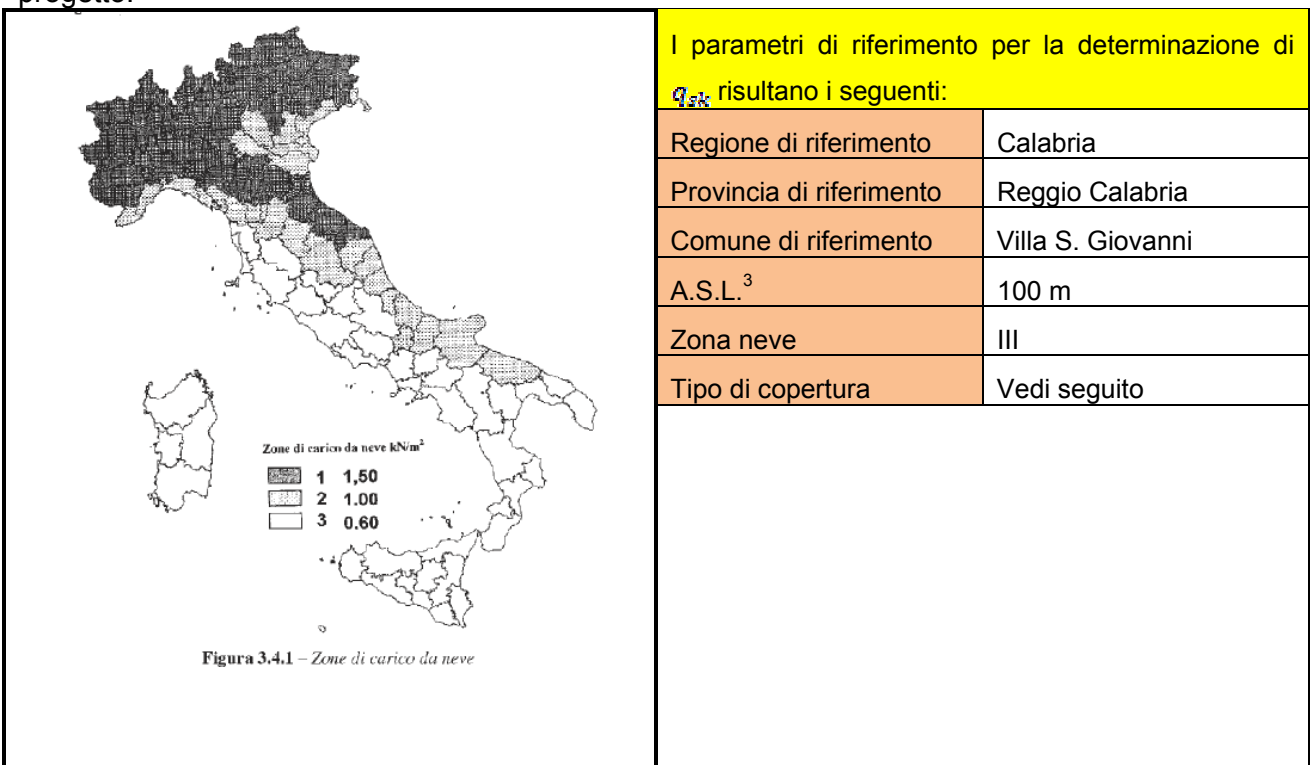 progetto.
I parametri di riferimento per la determinazione di
qsk risultano i seguenti:
Regione di riferimento Calabria
Provincia di riferimento Reggio Calabria
Comune di riferimento Villa S. Giovanni
A.S.L.³ 100 m
Zona neve III
Tipo di copertura Vedi seguito
Zone di carico da neve kN/m²
1 1,50
2 1.00
3 0.60
Figura 3.4.1 – Zone di carico da neve